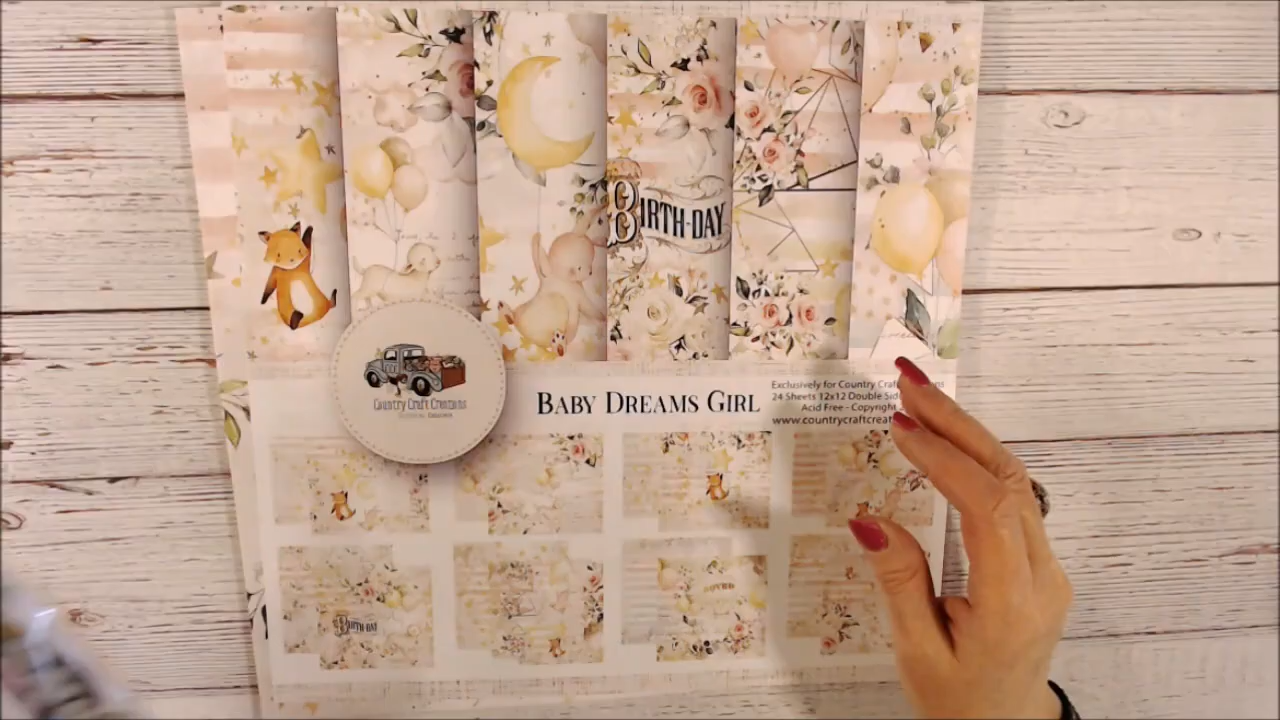 BIRTH-DAY
Country Craft Creations
BABY DREAMS GIRL
Exclusively for Country Craft
24 Sheets 12x12 Double
Acid Free - Copyright
www.countrycraftcreat
BIRTH-DAY